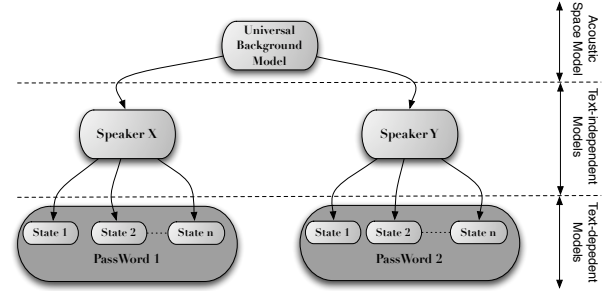 Universal
Background
Model
Acoustic
Space Model
Speaker X
Speaker Y
Text-independent
Models
State 1
State 2
State n
PassWord 1
State 1
State 2
State n
PassWord 2
Text-depedent
Models